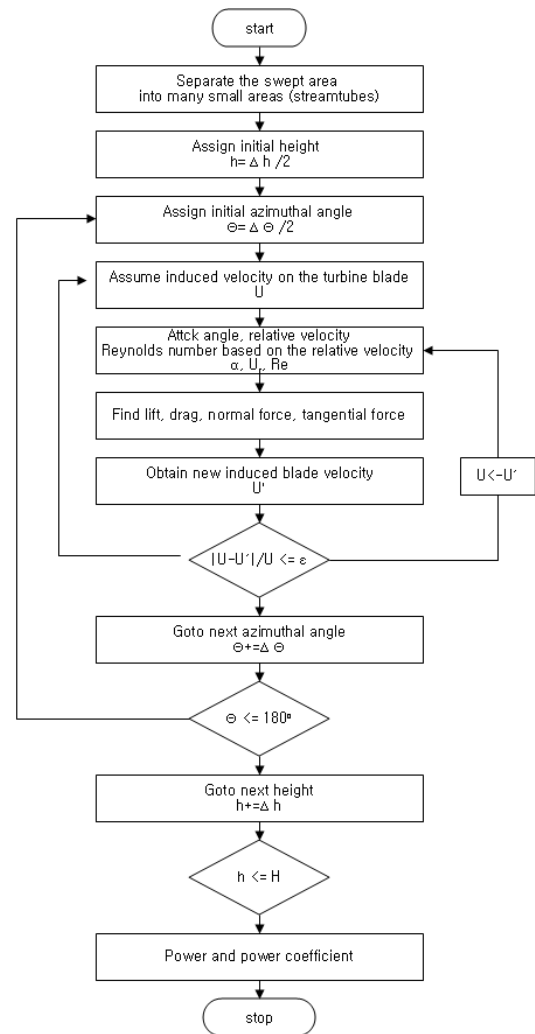 start
Separate the swept area
into many small areas (streamtubes)
Assign initial height
h= Δ h /2
Assign initial azimuthal angle
Θ= Δ Θ /2
Assume induced velocity on the turbine blade
U
Attck angle, relative velocity
Reynolds number based on the relative velocity
α, Ur, Re
Find lift, drag, normal force, tangential force
Obtain new induced blade velocity
U'
U<-U'
|U-U'|/U <= ε
Goto next azimuthal angle
Θ+=Δ Θ
Θ <= 180°
Goto next height
h+=Δ h
h <= H
Power and power coefficient
stop